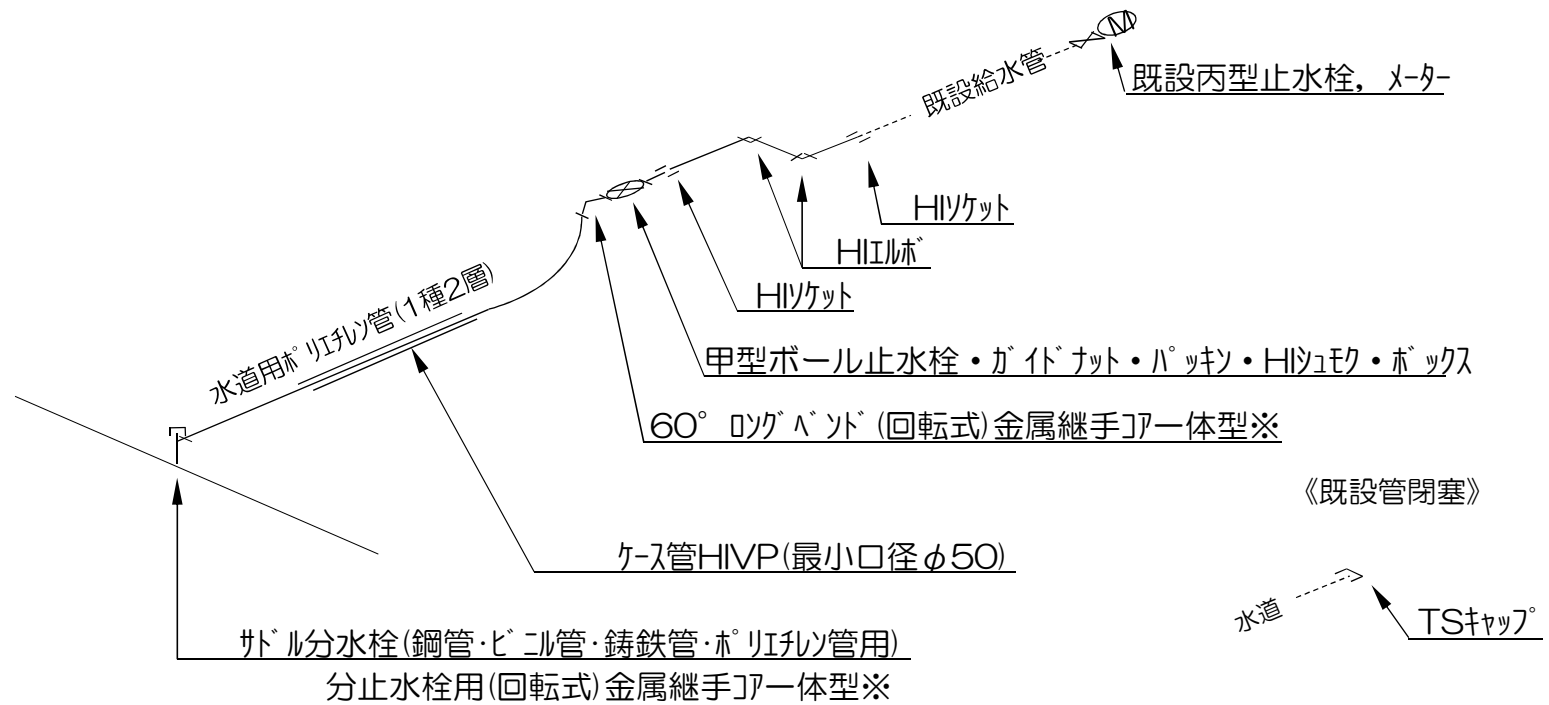 M
既設給水管
既設丙型止水栓，ﾒｰﾀｰ
HIｿｹｯﾄ
HIｴﾙﾎﾞ
HIｿｹｯﾄ
水道用ﾎﾟﾘｴﾁﾚﾝ管(1種2層)
甲型ボール止水栓・ｶﾞｲﾄﾞﾅｯﾄ・ﾊﾟｯｷﾝ・HIｼｭﾓｸ・ﾎﾞｯｸｽ
60°ﾛﾝｸﾞﾍﾞﾝﾄﾞ(回転式)金属継手ｺｱ一体型※
《既設管閉塞》
ｹｰｽ管HIVP(最小口径φ50)
水道
TSｷｬｯﾌﾟ
ｻﾄﾞﾙ分水栓(鋼管･ﾋﾞﾆﾙ管･鋳鉄管･ﾎﾟﾘｴﾁﾚﾝ管用)
分止水栓用(回転式)金属継手ｺｱ一体型※